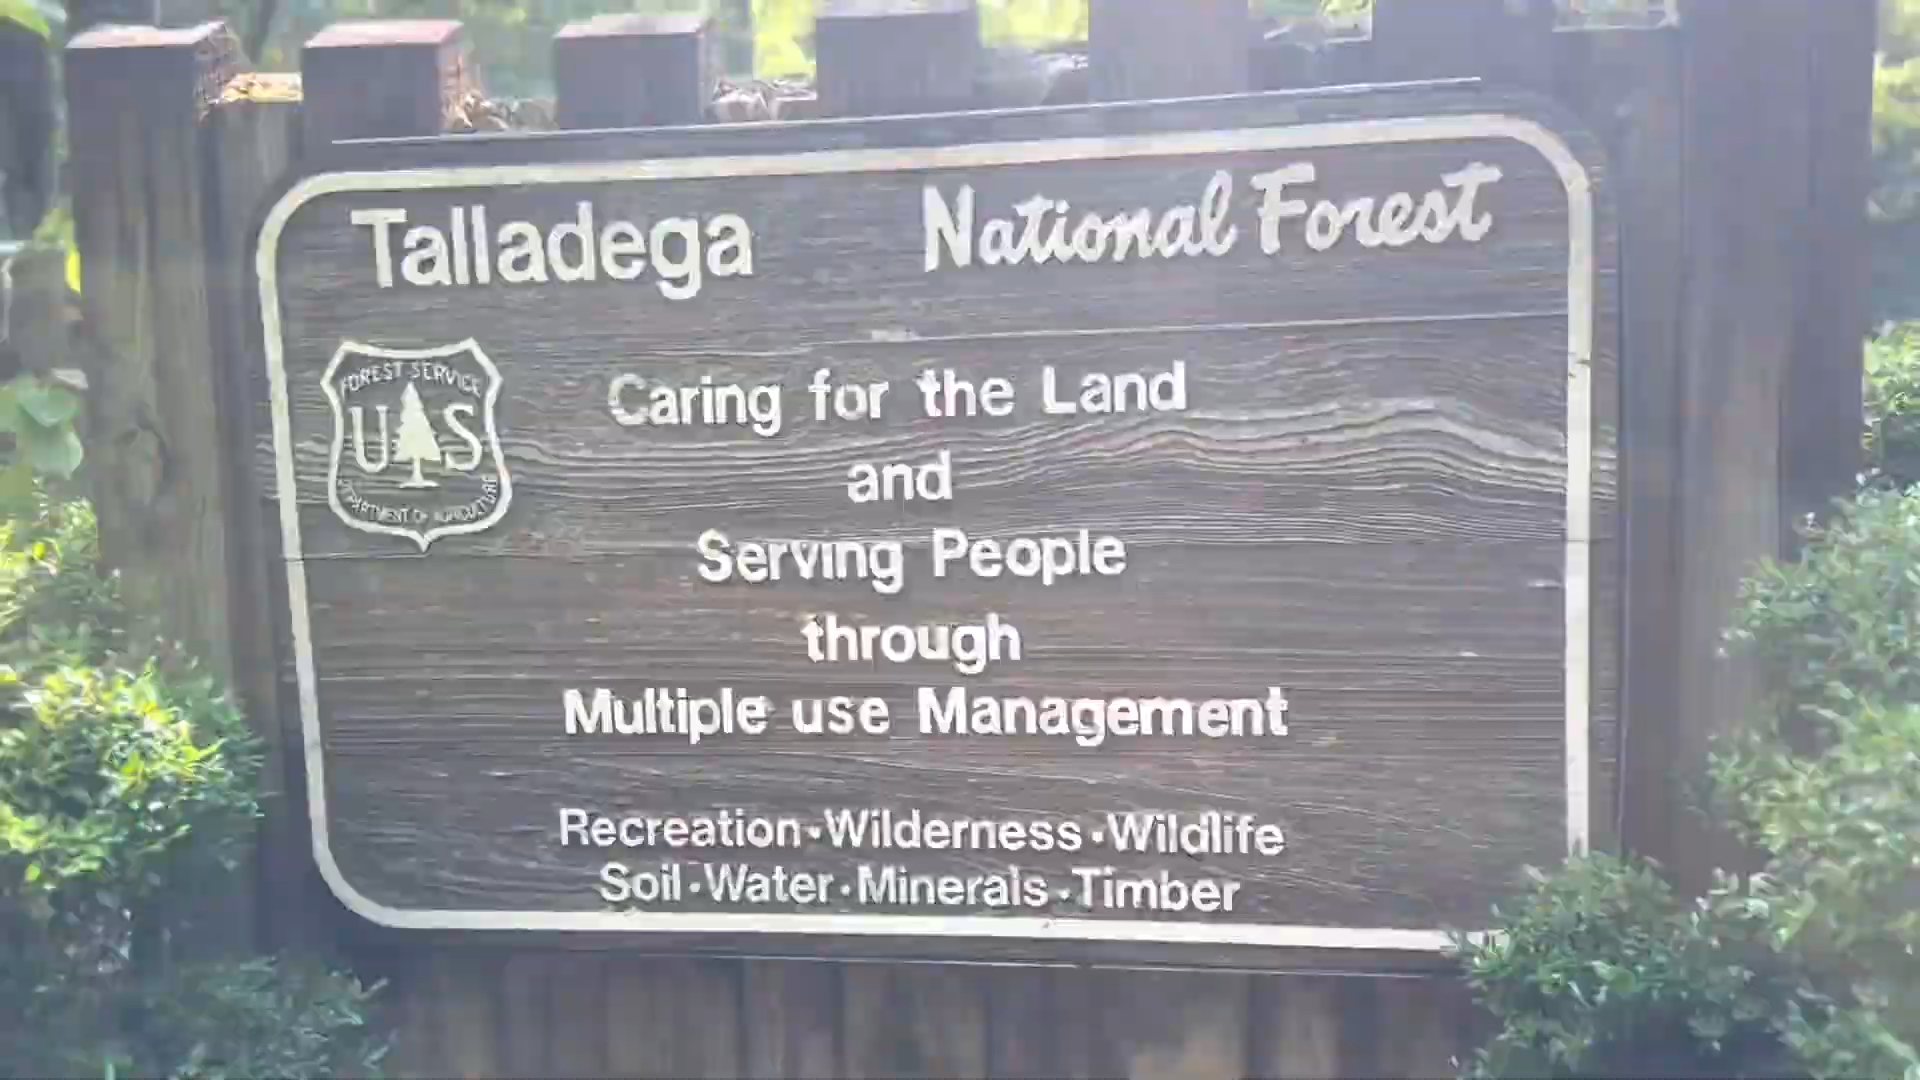 Talladega National Forest
FOREST SERVICE
U S
DEPARTMENT OF AGRICULTURE
Caring for the Land
and
Serving People
through
Multiple use Management
Recreation·Wilderness·Wildlife
Soil·Water·Minerals·Timber